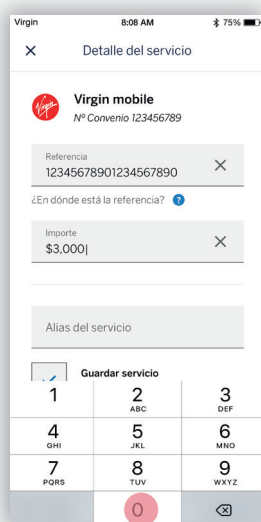 Virgin 8:08 AM 75%
Detalle del servicio
Virgin
Virgin mobile
Nº Convenio 123456789
Referencia
12345678901234567890
¿En dónde está la referencia? ?
Importe
$3,000
Alias del servicio
Guardar servicio
1 2 3
ABC DEF
4 5 6
GHI JKL MNO
7 8 9
PQRS TUV WXYZ
0